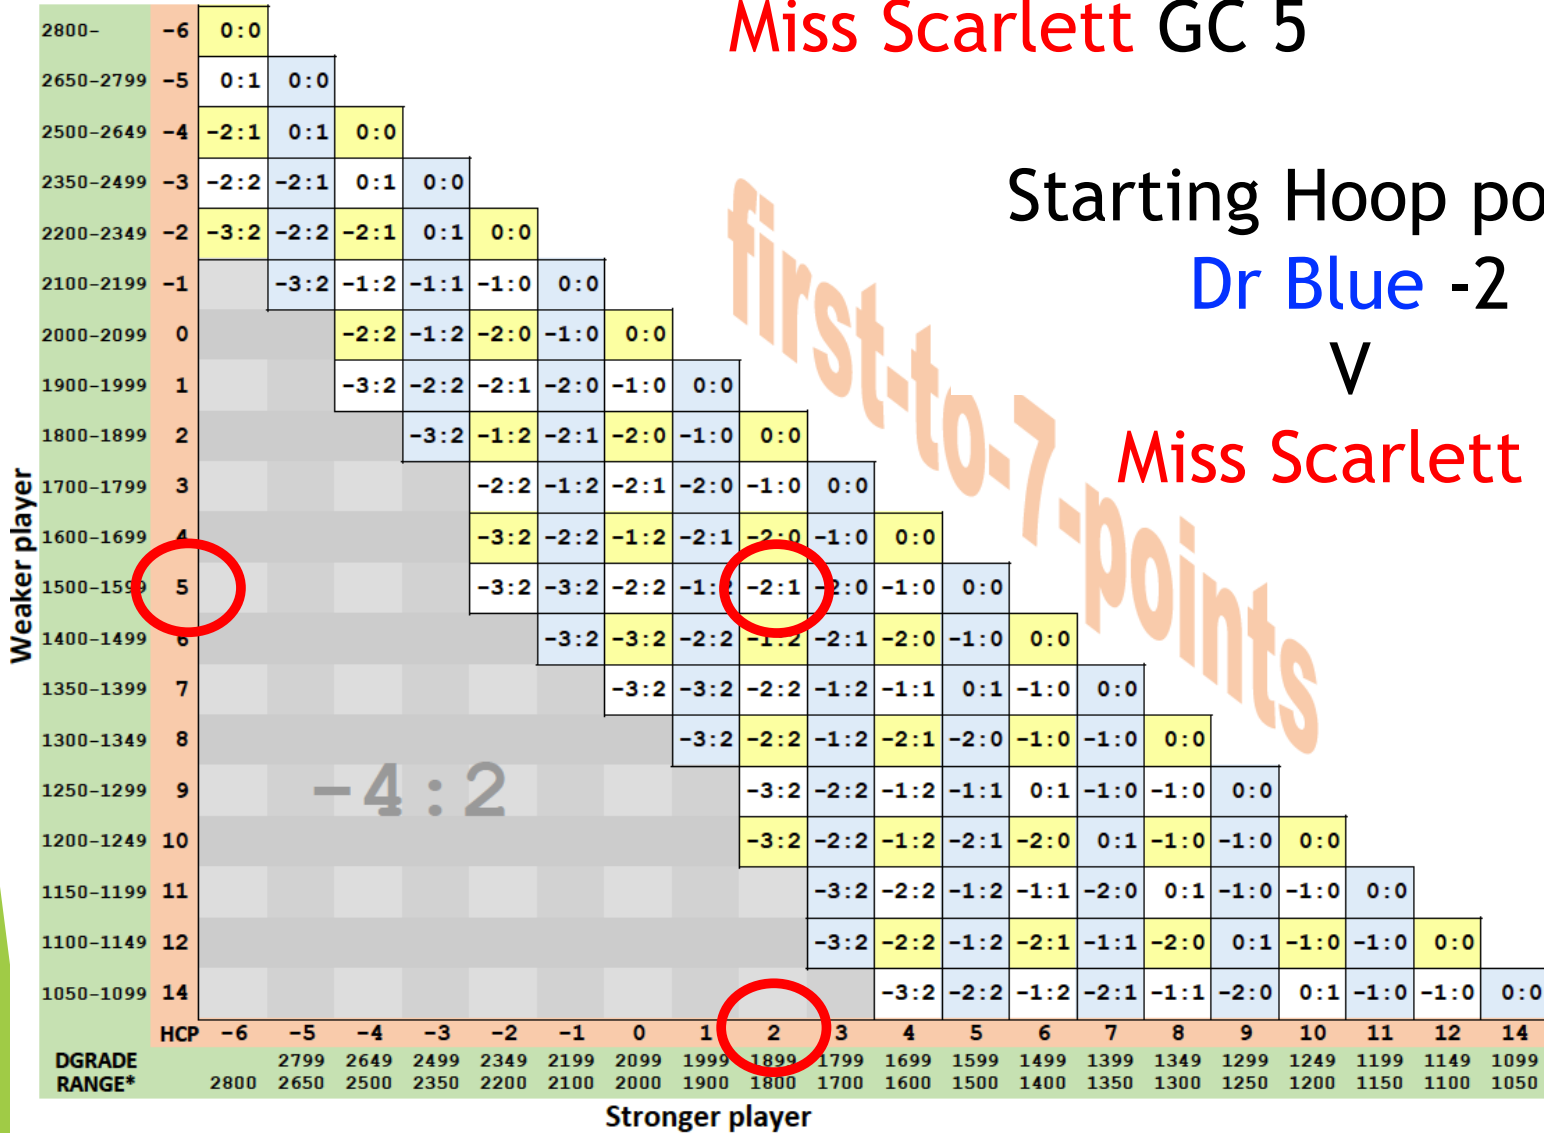 Miss Scarlett GC 5
Starting Hoop po
Dr Blue -2
V
Miss Scarlett
first-to-7-points
Weaker player
2800- -6 0:0
2650-2799 -5 0:1 0:0
2500-2649 -4 -2:1 0:1 0:0
2350-2499 -3 -2:2 -2:1 0:1 0:0
2200-2349 -2 -3:2 -2:2 -2:1 0:1 0:0
2100-2199 -1 -3:2 -1:2 -1:1 -1:0 0:0
2000-2099 0 -2:2 -1:2 -2:0 -1:0 0:0
1900-1999 1 -3:2 -2:2 -2:1 -2:0 -1:0 0:0
1800-1899 2 -3:2 -1:2 -2:1 -2:0 -1:0 0:0
1700-1799 3 -2:2 -1:2 -2:1 -2:0 -1:0 0:0
1600-1699 4 -3:2 -2:2 -1:2 -2:1 -2:0 -1:0 0:0
1500-1599 5 -3:2 -3:2 -2:2 -1:2 -2:1 -2:0 -1:0 0:0
1400-1499 6 -3:2 -3:2 -2:2 -1:2 -2:1 -2:0 -1:0 0:0
1350-1399 7 -3:2 -3:2 -2:2 -1:2 -1:1 0:1 -1:0 0:0
1300-1349 8 -3:2 -2:2 -1:2 -2:1 -2:0 -1:0 -1:0 0:0
1250-1299 9 -3:2 -2:2 -1:2 -1:1 0:1 -1:0 -1:0 0:0
-4:2
1200-1249 10 -3:2 -2:2 -1:2 -2:1 -2:0 0:1 -1:0 -1:0 0:0
1150-1199 11 -3:2 -2:2 -1:2 -1:1 -2:0 0:1 -1:0 -1:0 0:0
1100-1149 12 -3:2 -2:2 -1:2 -2:1 -1:1 -2:0 0:1 -1:0 -1:0 0:0
1050-1099 14 -3:2 -2:2 -1:2 -2:1 -1:1 -2:0 0:1 -1:0 -1:0 0:0
HCP -6 -5 -4 -3 -2 -1 0 1 2 3 4 5 6 7 8 9 10 11 12 14
DGRADE 2799 2649 2499 2349 2199 2099 1999 1899 1799 1699 1599 1499 1399 1349 1299 1249 1199 1149 1099
RANGE* 2800 2650 2500 2350 2200 2100 2000 1900 1800 1700 1600 1500 1400 1350 1300 1250 1200 1150 1100 1050
Stronger player